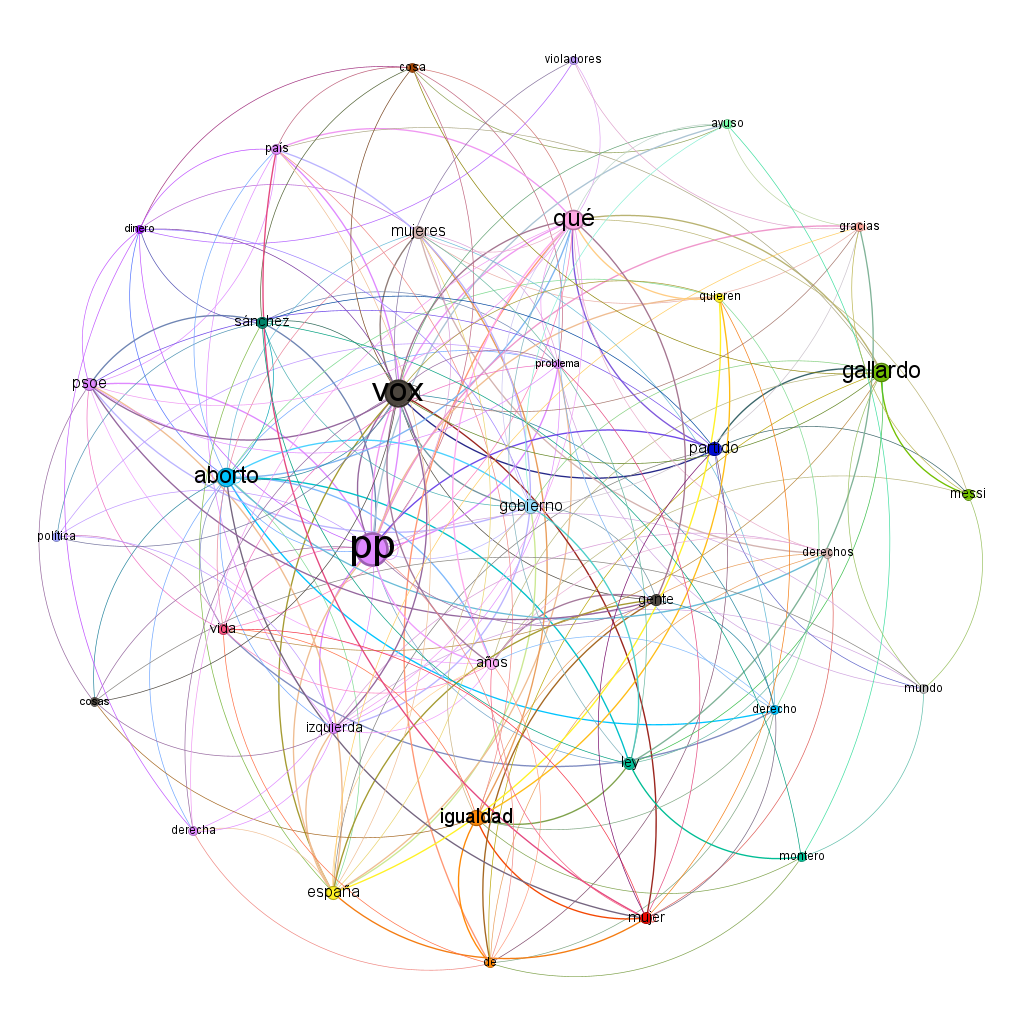 violadores
cosa
ayuso
país
qué
gracias
dinero
mujeres
quieren
sánchez
problema
gallardo
psoe
vox
partido
aborto
messi
gobierno
política
pp
derechos
gente
vida
años
mundo
cosas
derecho
izquierda
ley
igualdad
derecha
montero
españa
mujer
de